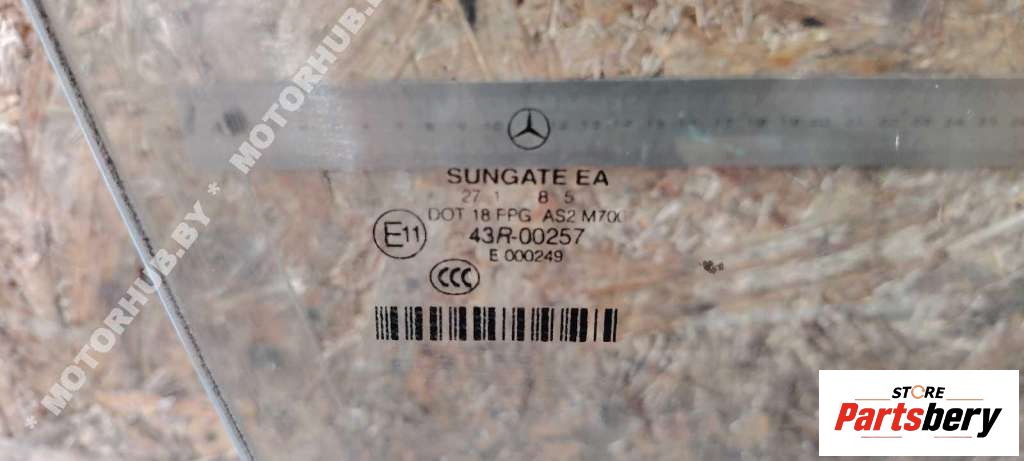 SUNGATE EA
27 1 8 5
DOT 18 PPG AS2 M700
E11
43R-00257
E 000249
CCC
* MOTORHUB.BY * MOTORHUB.BY
STORE
Partsbery